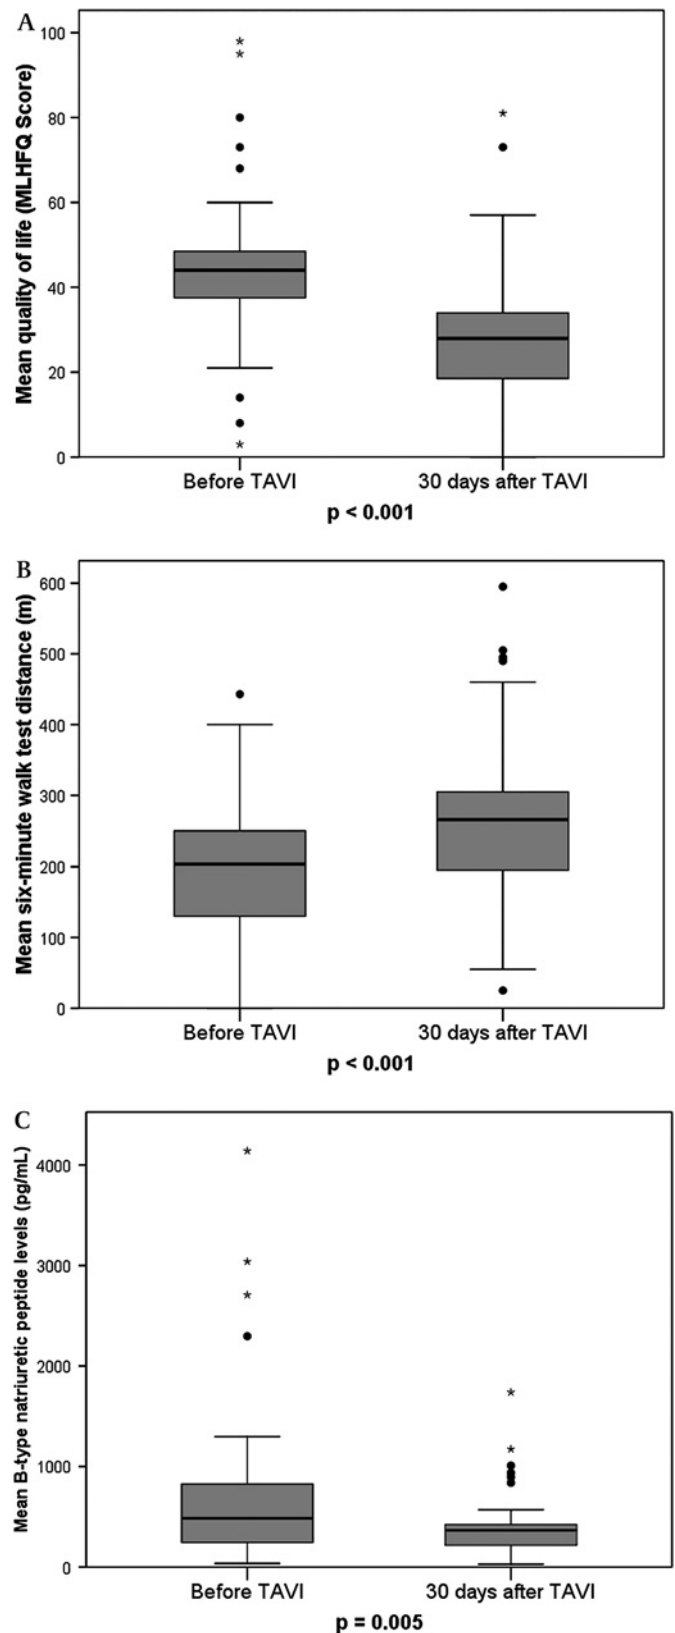 A
Mean quality of life (MLHFQ Score)
100
80
60
40
20
0
Before TAVI
30 days after TAVI
p < 0.001
B
Mean six-minute walk test distance (m)
600
500
400
300
200
100
0
Before TAVI
30 days after TAVI
p < 0.001
C
Mean B-type natriuretic peptide levels (pg/mL)
4000
3000
2000
1000
0
Before TAVI
30 days after TAVI
p = 0.005